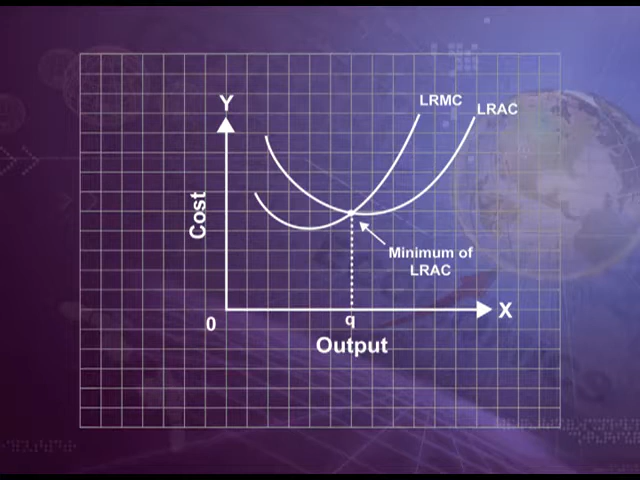 Y
LRMC
LRAC
Cost
Minimum of
LRAC
0
q
X
Output